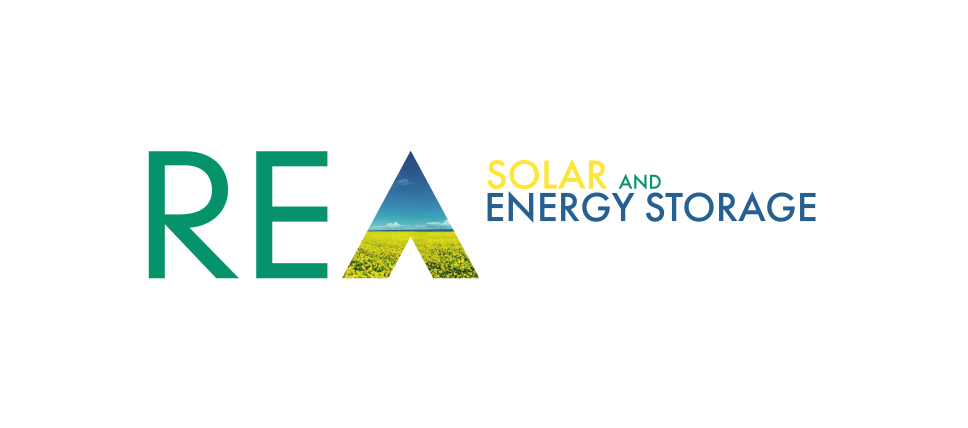 REA
SOLAR AND
ENERGY STORAGE